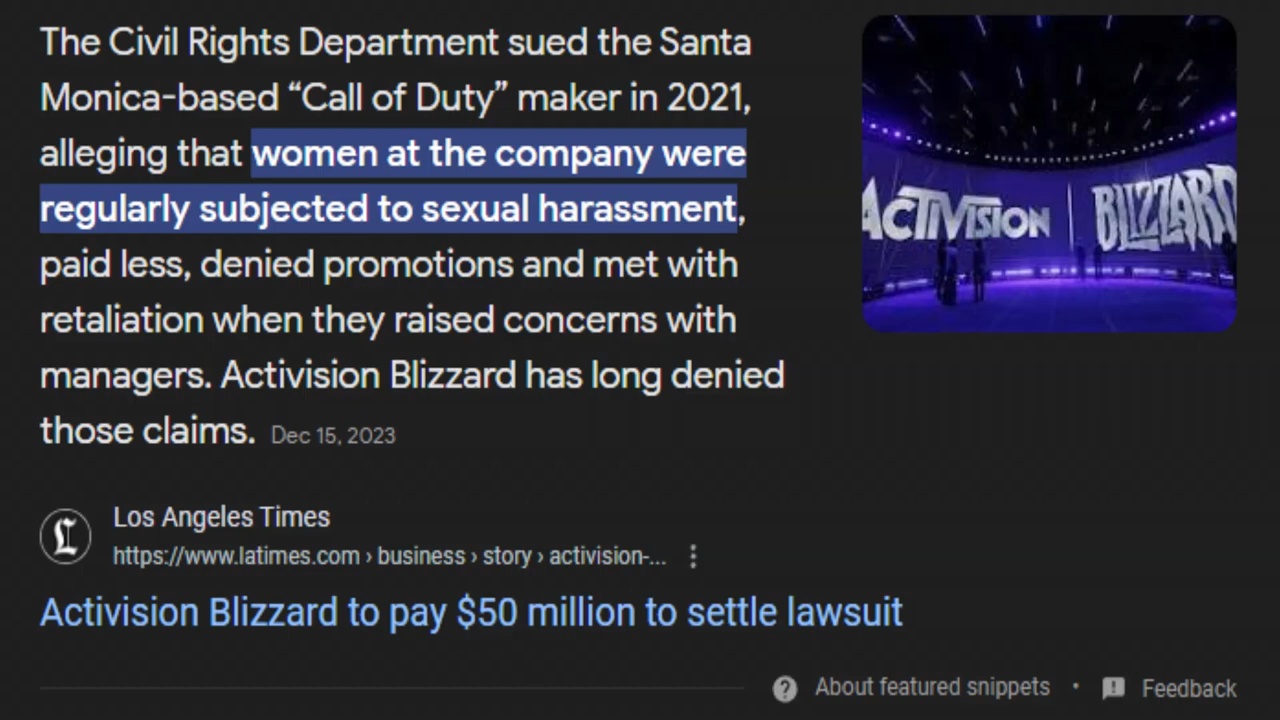 The Civil Rights Department sued the Santa
Monica-based “Call of Duty” maker in 2021,
alleging that women at the company were
regularly subjected to sexual harassment,
paid less, denied promotions and met with
retaliation when they raised concerns with
managers. Activision Blizzard has long denied
those claims. Dec 15, 2023
ACTIVISION | BLIZZARD
L
Los Angeles Times
https://www.latimes.com › business › story › activision-...
Activision Blizzard to pay $50 million to settle lawsuit
About featured snippets • Feedback